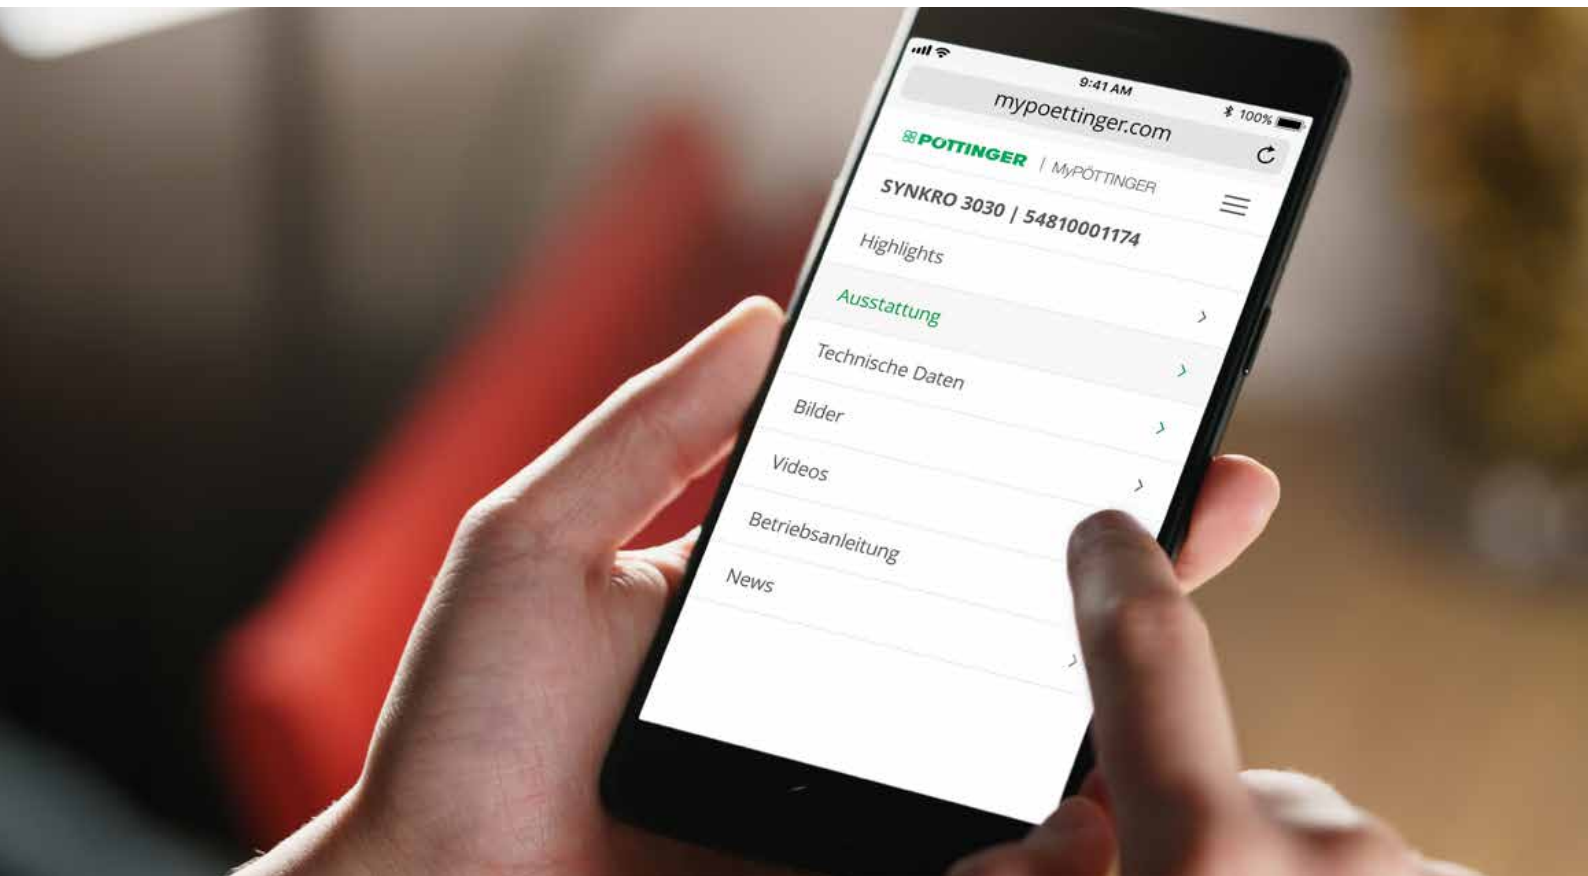 9:41 AM
100%
mypoettinger.com
PÖTTINGER | MyPÖTTINGER
SYNKRO 3030 | 54810001174
Highlights
Ausstattung
Technische Daten
Bilder
Videos
Betriebsanleitung
News